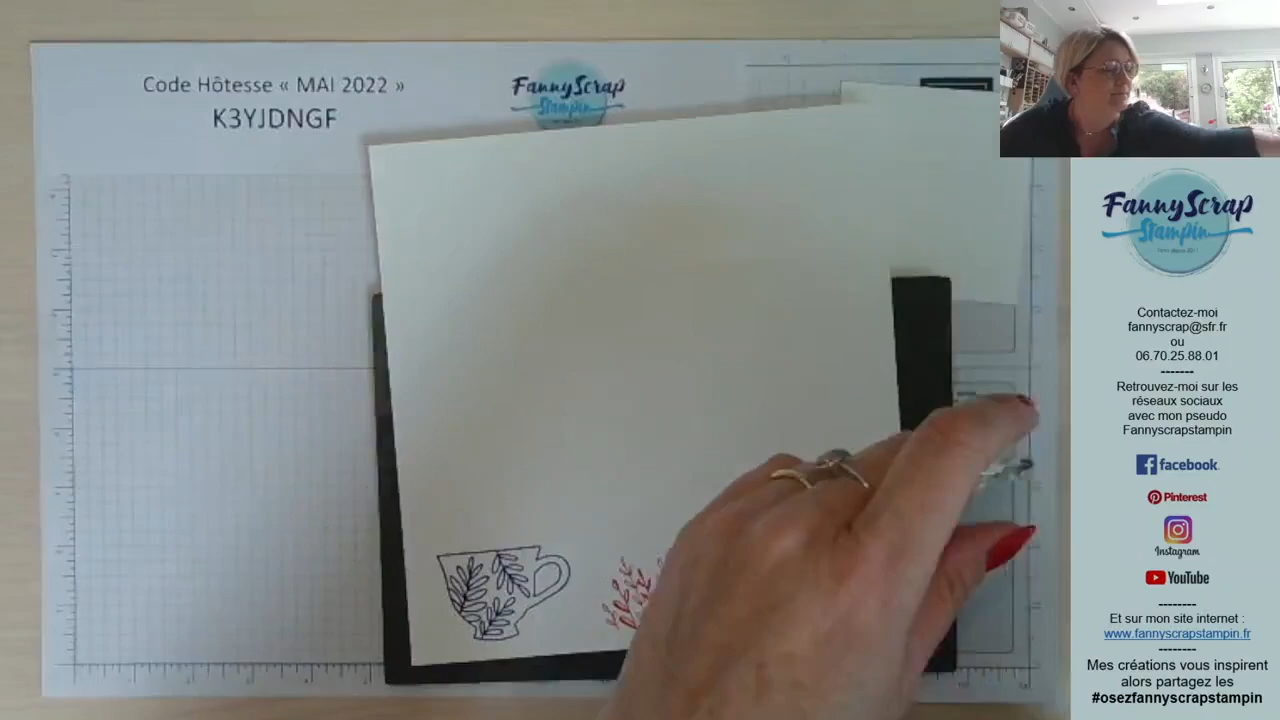 Code Hôtesse « MAI 2022 »
K3YJDNGF
FannyScrap
Stampin
FannyScrap
Stampin
Contactez-moi
fannyscrap@sfr.fr
ou
06.70.25.88.01
-------
Retrouvez-moi sur les
réseaux sociaux
avec mon pseudo
Fannyscrapstampin
facebook
Pinterest
Instagram
YouTube
--------
Et sur mon site internet :
www.fannyscrapstampin.fr
--------
Mes créations vous inspirent
alors partagez les
#osezfannyscrapstampin